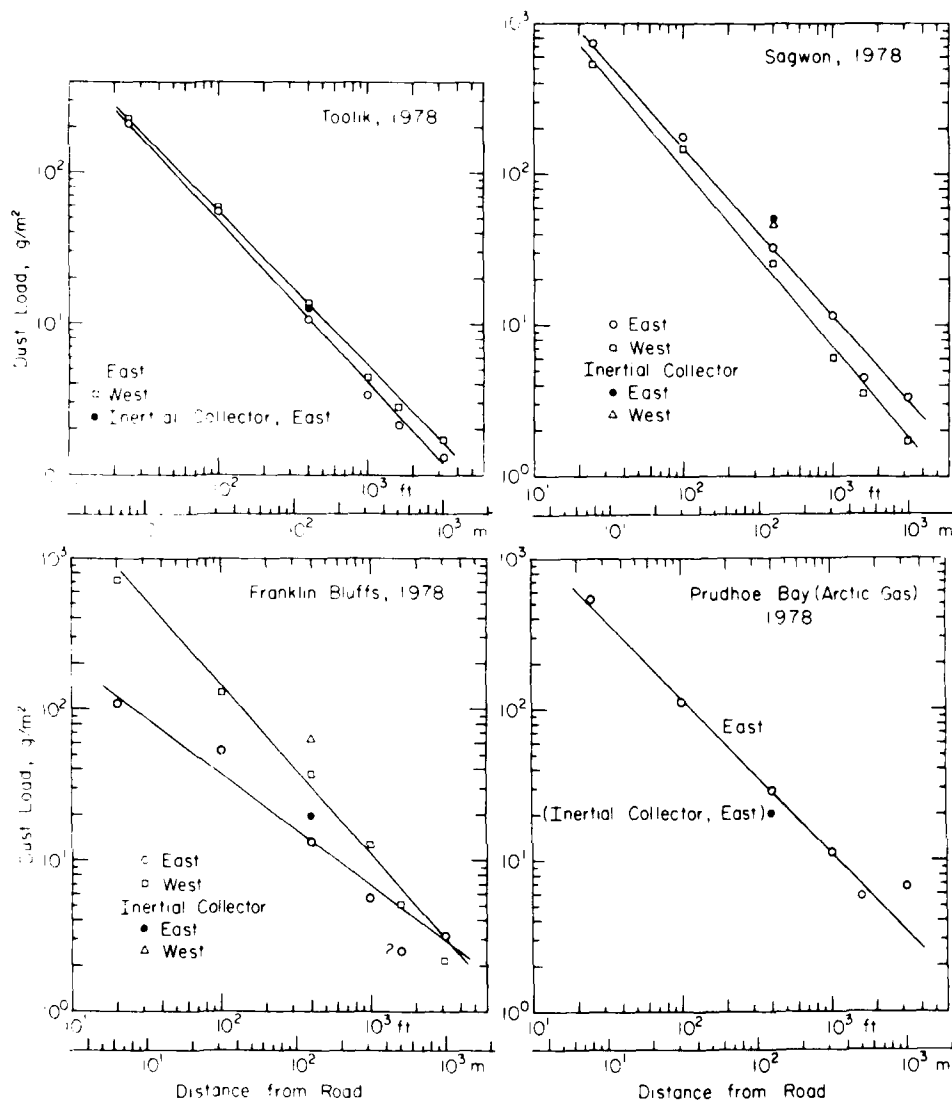 Toolik, 1978
10²
10¹
Dust Load, g/m²
East
West
Inertial Collector, East
10²
10³ ft
10²
10³ m
10³
Sagwon, 1978
10²
10¹
East
West
Inertial Collector
East
West
10⁰
10¹
10²
10³ ft
10¹
10²
10³ m
10³
Franklin Bluffs, 1978
10²
Dust Load, g/m²
10¹
East
West
Inertial Collector
East
West
?
10⁰
10¹
10²
10³ ft
10¹
10²
10³ m
Distance from Road
10³
Prudhoe Bay (Arctic Gas)
1978
10²
East
(Inertial Collector, East)
10¹
10⁰
10¹
10²
10³ ft
10¹
10²
10³ m
Distance from Road